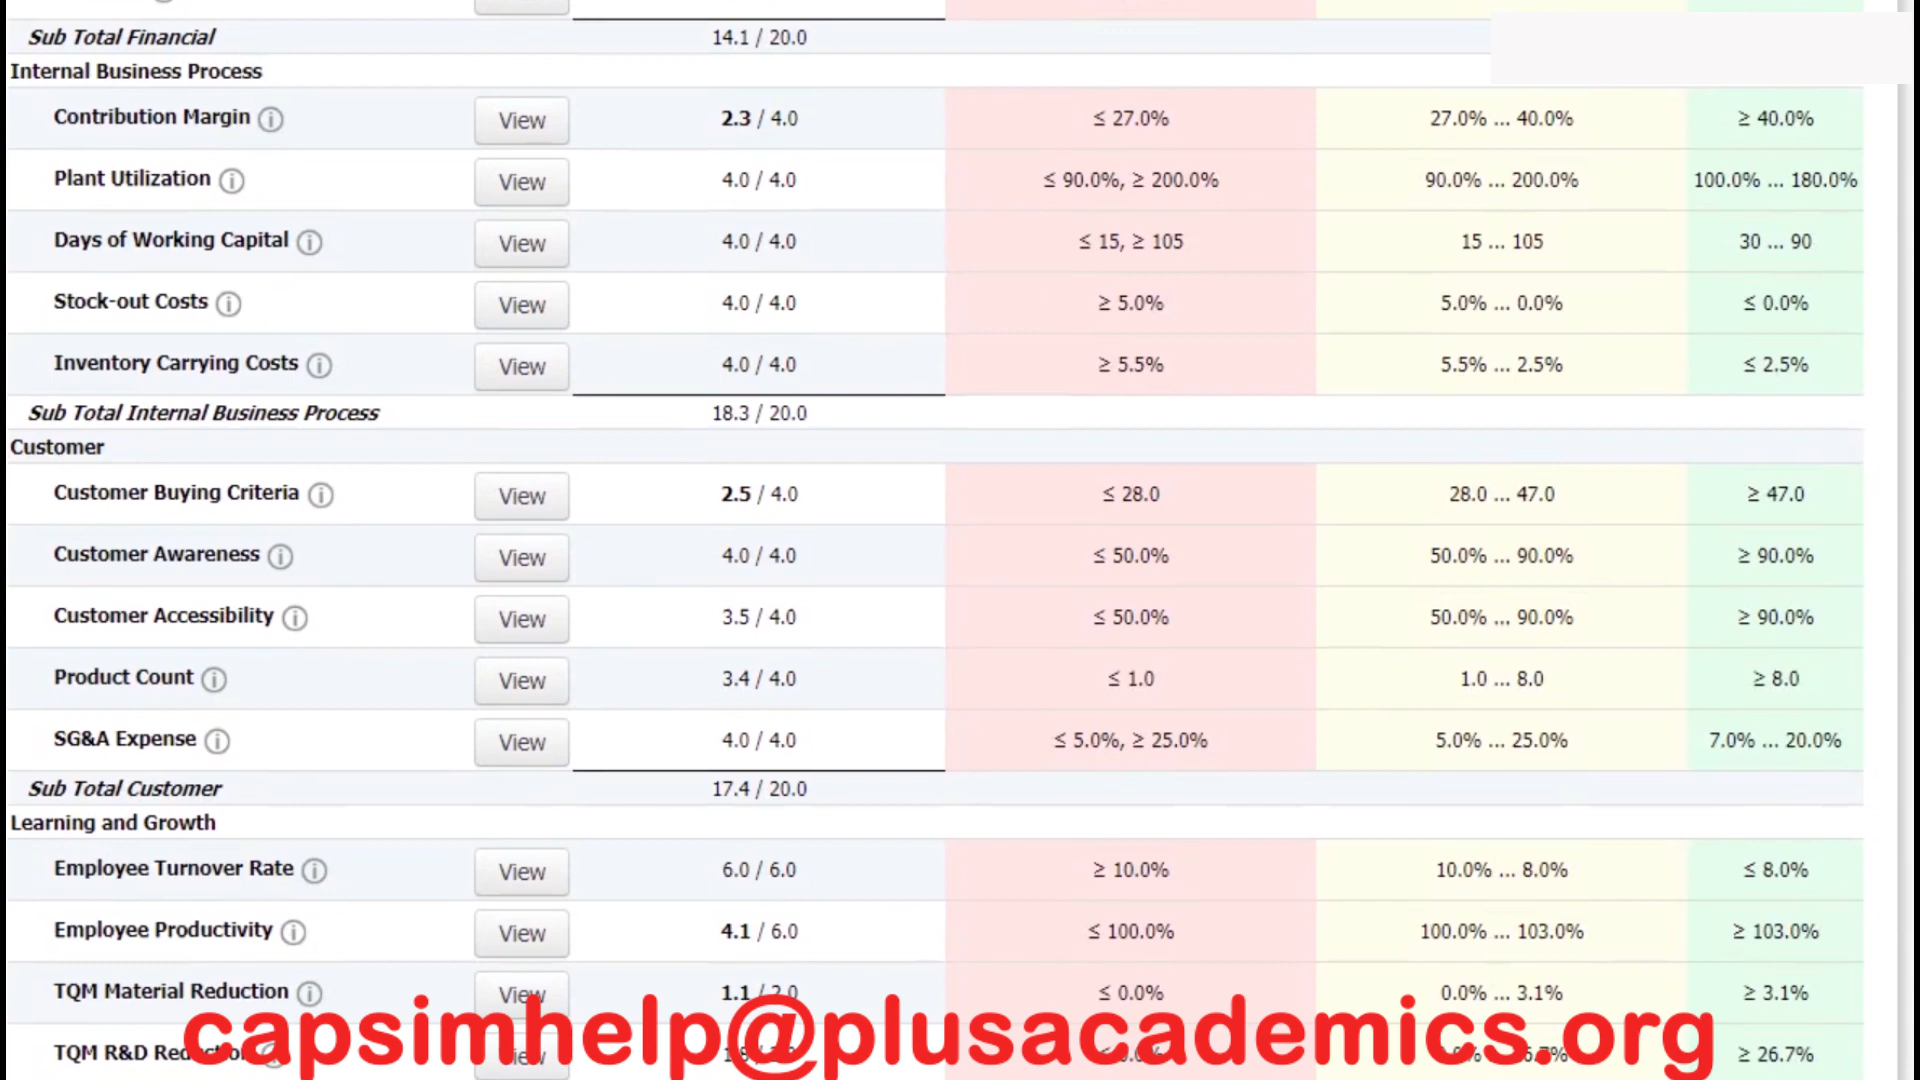 Sub Total Financial 14.1 / 20.0
Internal Business Process
Contribution Margin View 2.3 / 4.0 ≤ 27.0% 27.0% ... 40.0% ≥ 40.0%
Plant Utilization View 4.0 / 4.0 ≤ 90.0%, ≥ 200.0% 90.0% ... 200.0% 100.0% ... 180.0%
Days of Working Capital View 4.0 / 4.0 ≤ 15, ≥ 105 15 ... 105 30 ... 90
Stock-out Costs View 4.0 / 4.0 ≥ 5.0% 5.0% ... 0.0% ≤ 0.0%
Inventory Carrying Costs View 4.0 / 4.0 ≥ 5.5% 5.5% ... 2.5% ≤ 2.5%
Sub Total Internal Business Process 18.3 / 20.0
Customer
Customer Buying Criteria View 2.5 / 4.0 ≤ 28.0 28.0 ... 47.0 ≥ 47.0
Customer Awareness View 4.0 / 4.0 ≤ 50.0% 50.0% ... 90.0% ≥ 90.0%
Customer Accessibility View 3.5 / 4.0 ≤ 50.0% 50.0% ... 90.0% ≥ 90.0%
Product Count View 3.4 / 4.0 ≤ 1.0 1.0 ... 8.0 ≥ 8.0
SG&A Expense View 4.0 / 4.0 ≤ 5.0%, ≥ 25.0% 5.0% ... 25.0% 7.0% ... 20.0%
Sub Total Customer 17.4 / 20.0
Learning and Growth
Employee Turnover Rate View 6.0 / 6.0 ≥ 10.0% 10.0% ... 8.0% ≤ 8.0%
Employee Productivity View 4.1 / 6.0 ≤ 100.0% 100.0% ... 103.0% ≥ 103.0%
TQM Material Reduction View 1.1 / 2.0 ≤ 0.0% 0.0% ... 3.1% ≥ 3.1%
capsimhelp@plusacademics.org
TQM R&D Reduction View ≥ 26.7%